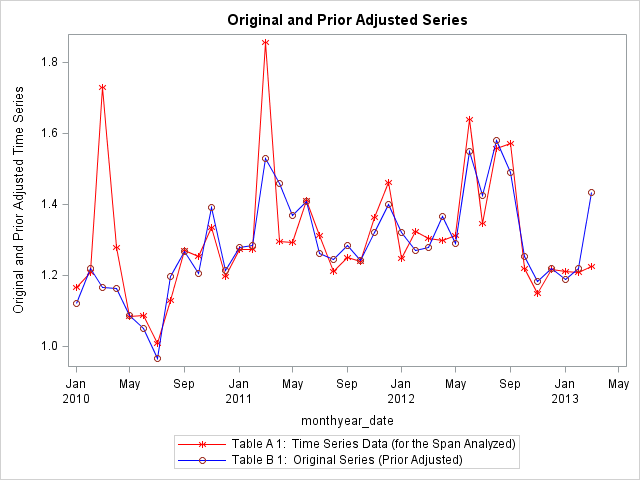 Original and Prior Adjusted Series
Original and Prior Adjusted Time Series
1.8
1.6
1.4
1.2
1.0
Jan May Sep Jan May Sep Jan May Sep Jan May
2010 2011 2012 2013
monthyear_date
Table A 1: Time Series Data (for the Span Analyzed)
Table B 1: Original Series (Prior Adjusted)